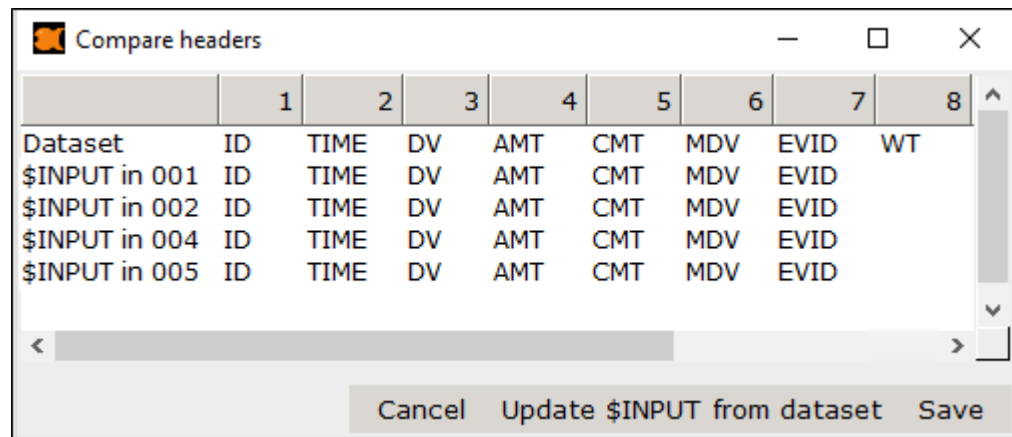 Compare headers
1 2 3 4 5 6 7 8
Dataset ID TIME DV AMT CMT MDV EVID WT
$INPUT in 001 ID TIME DV AMT CMT MDV EVID
$INPUT in 002 ID TIME DV AMT CMT MDV EVID
$INPUT in 004 ID TIME DV AMT CMT MDV EVID
$INPUT in 005 ID TIME DV AMT CMT MDV EVID
Cancel Update $INPUT from dataset Save